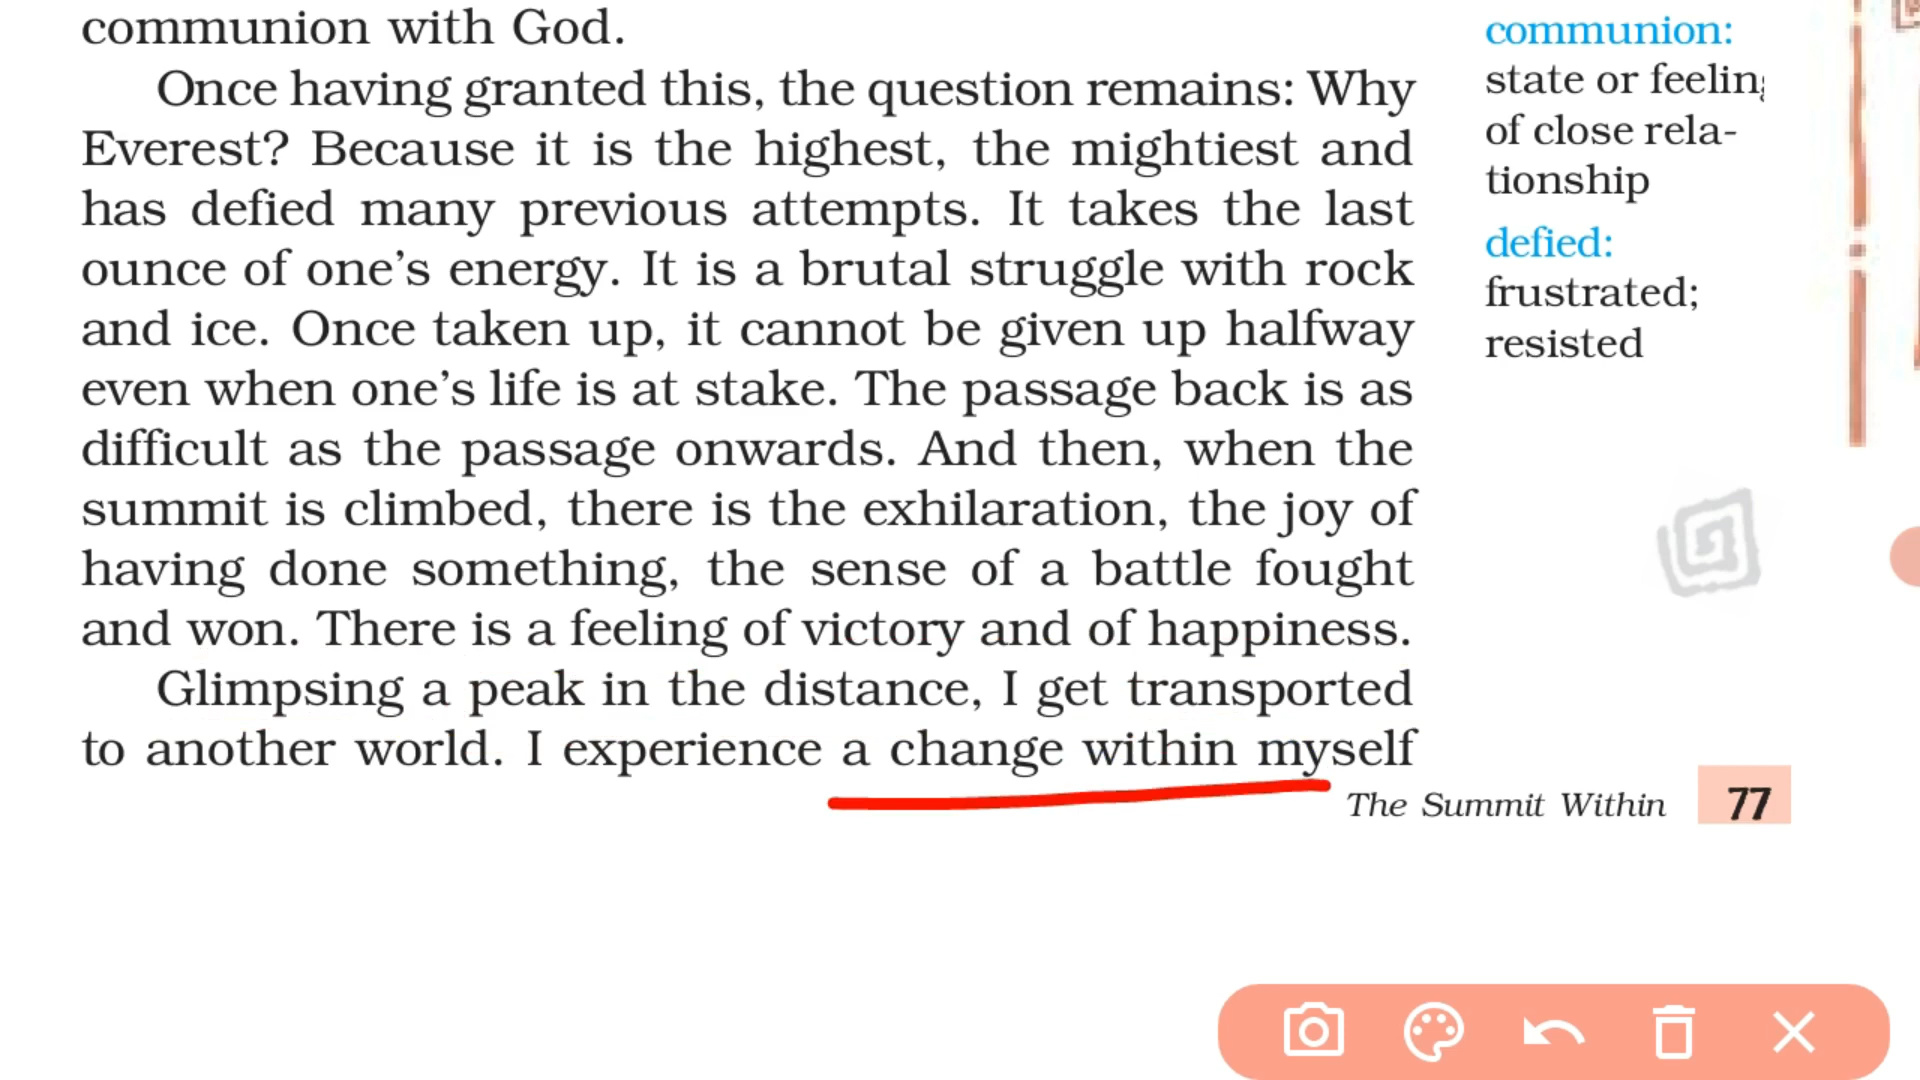 communion with God.
Once having granted this, the question remains: Why
Everest? Because it is the highest, the mightiest and
has defied many previous attempts. It takes the last
ounce of one's energy. It is a brutal struggle with rock
and ice. Once taken up, it cannot be given up halfway
even when one's life is at stake. The passage back is as
difficult as the passage onwards. And then, when the
summit is climbed, there is the exhilaration, the joy of
having done something, the sense of a battle fought
and won. There is a feeling of victory and of happiness.
Glimpsing a peak in the distance, I get transported
to another world. I experience a change within myself
communion:
state or feeling
of close rela-
tionship
defied:
frustrated;
resisted
The Summit Within 77